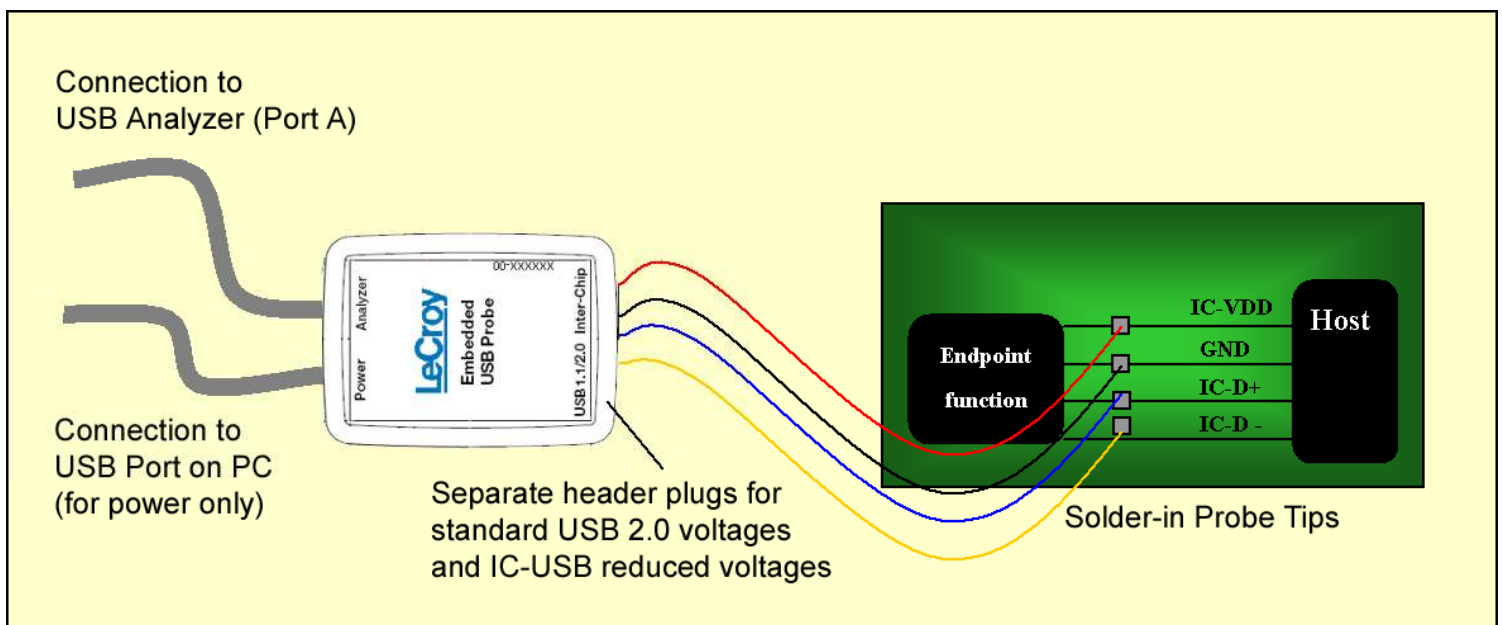 Connection to
USB Analyzer (Port A)
Power
Analyzer
LeCroy
Embedded
USB Probe
00-XXXXXX
USB 1.1/2.0 Inter-Chip
Connection to
USB Port on PC
(for power only)
Separate header plugs for
standard USB 2.0 voltages
and IC-USB reduced voltages
Endpoint
function
IC-VDD
GND
IC-D+
IC-D -
Host
Solder-in Probe Tips